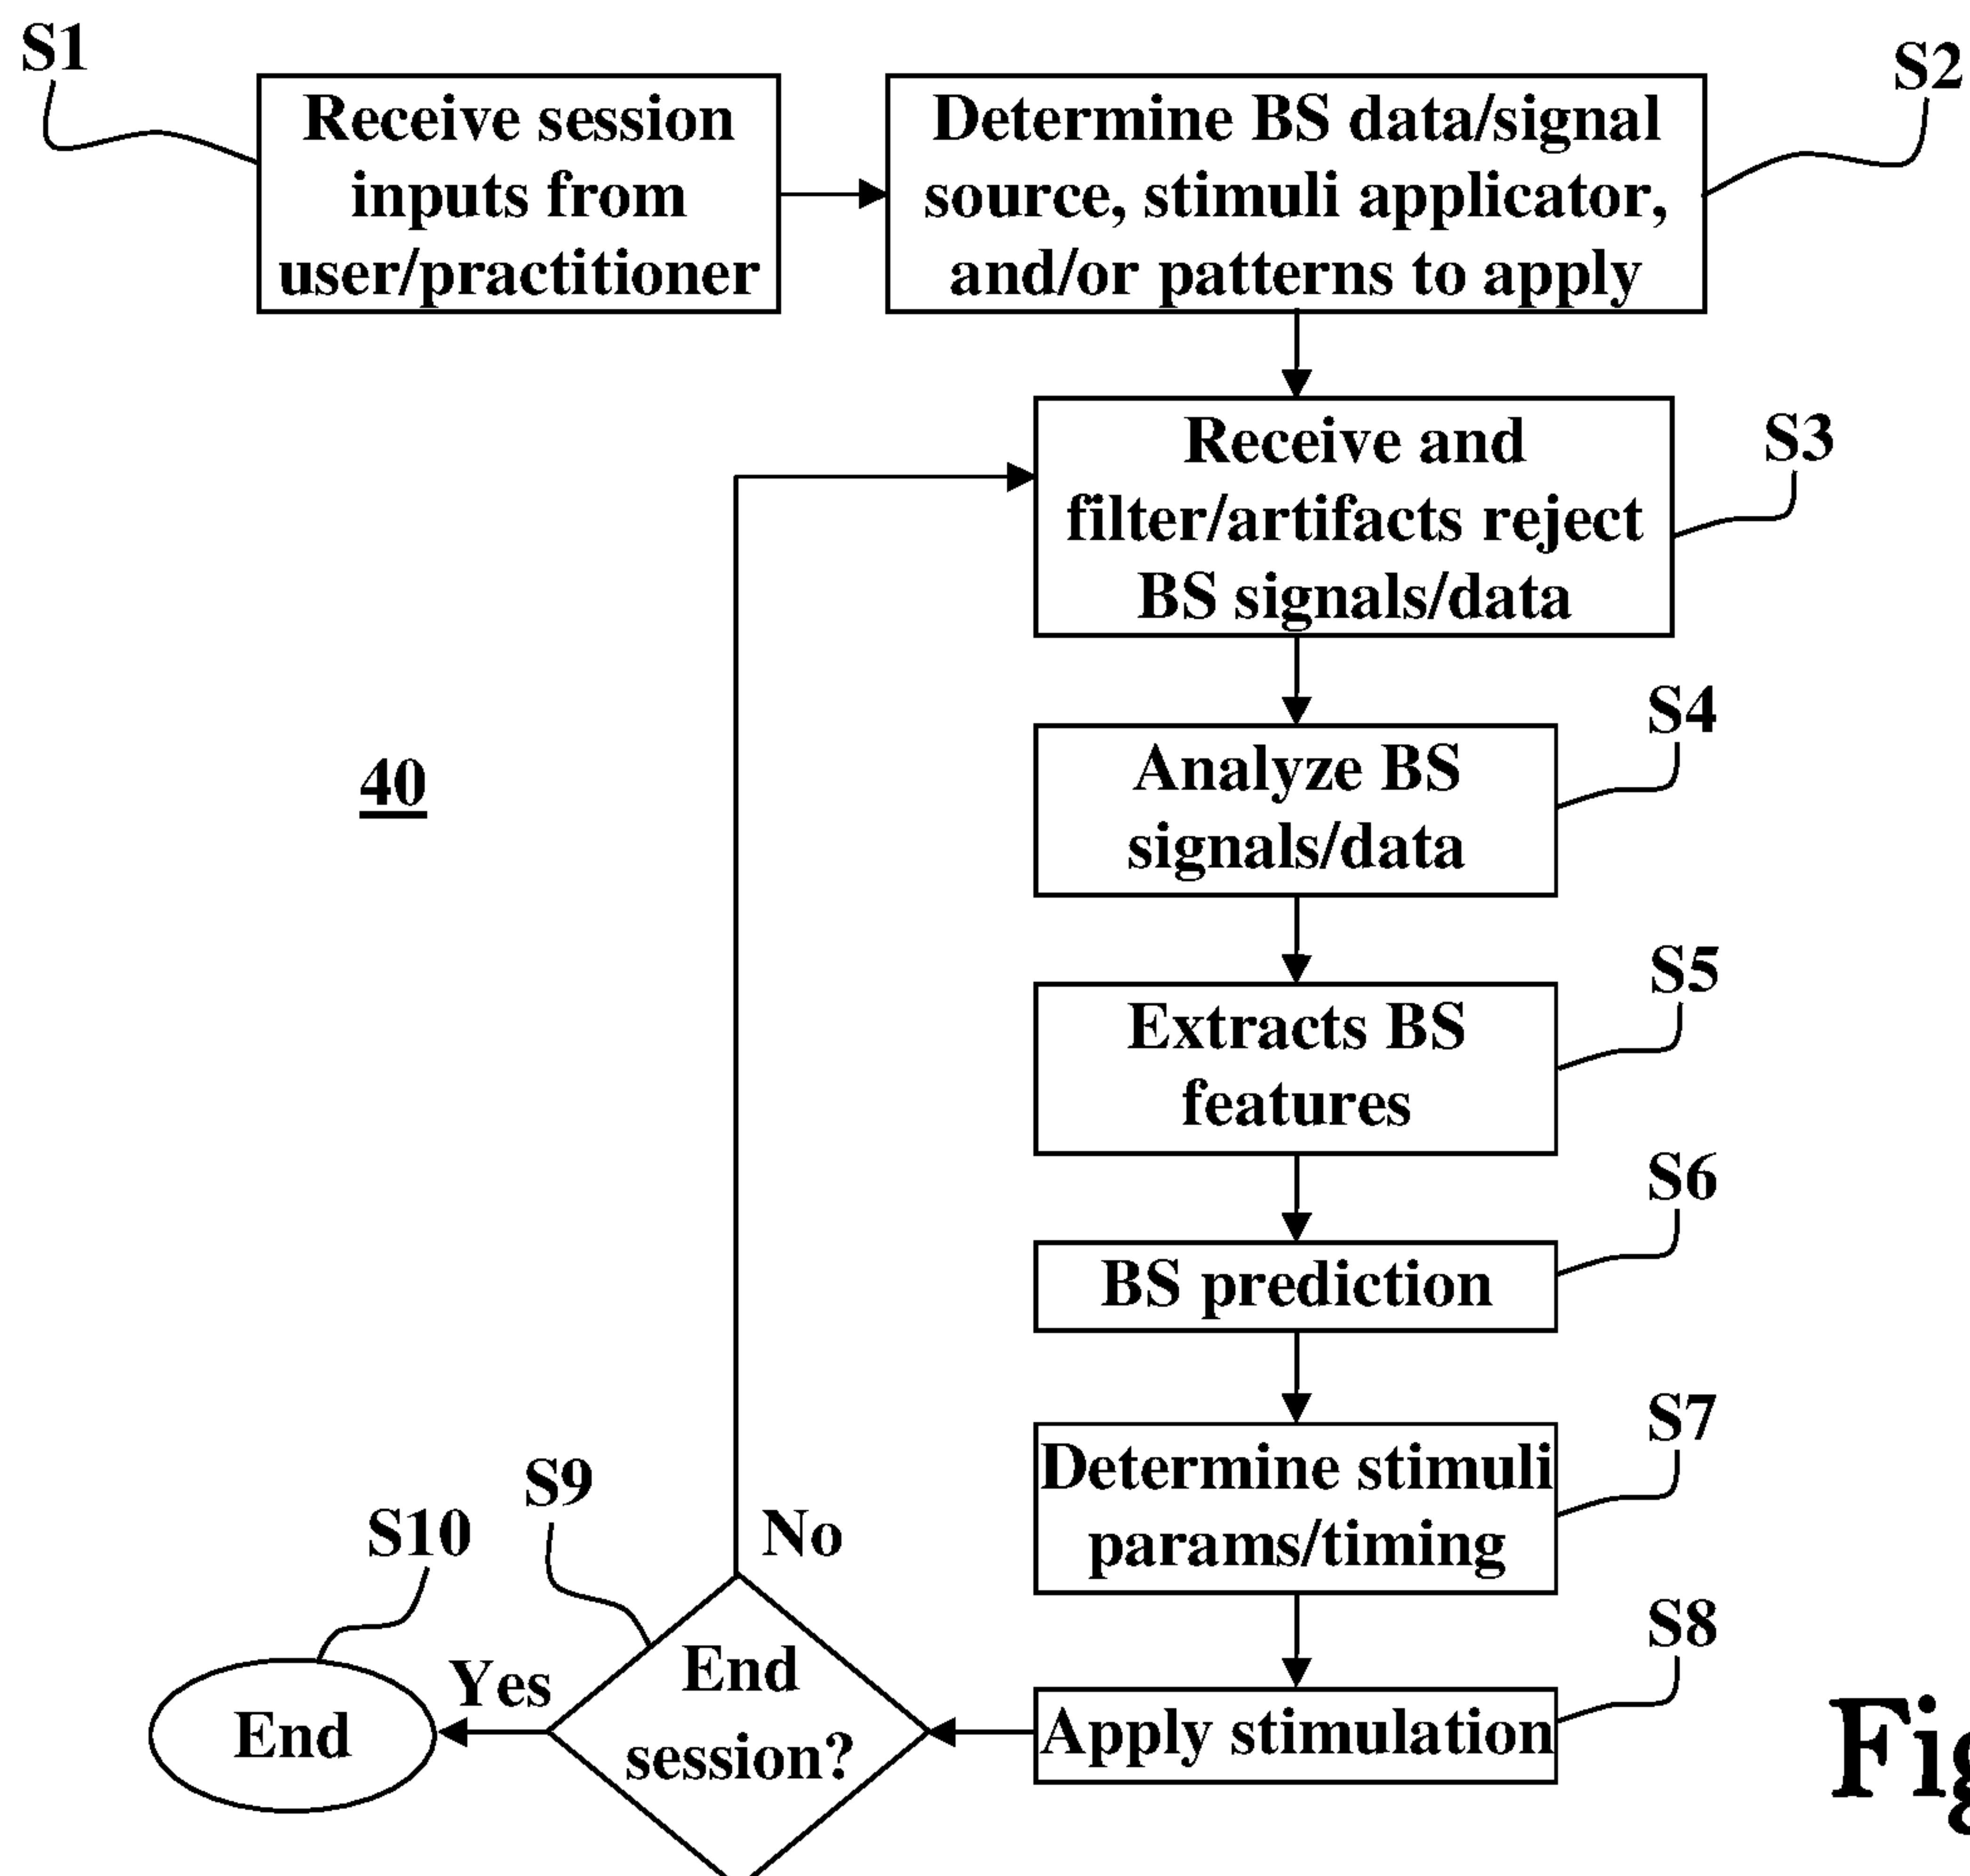 S1
Receive session
inputs from
user/practitioner
S2
Determine BS data/signal
source, stimuli applicator,
and/or patterns to apply
S3
Receive and
filter/artifacts reject
BS signals/data
40
S4
Analyze BS
signals/data
S5
Extracts BS
features
S6
BS prediction
S7
Determine stimuli
params/timing
S8
Apply stimulation
S9
No
End
session?
Yes
S10
End